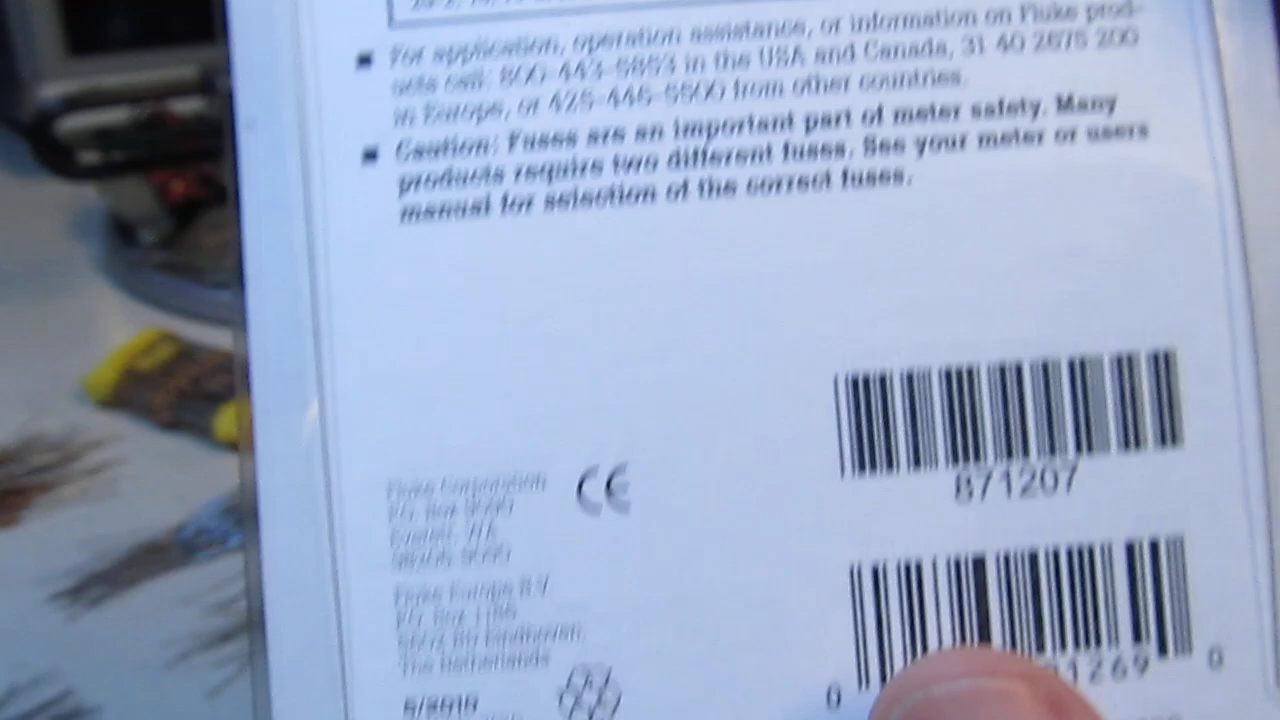 ■ For application, operation assistance, or information on Fluke prod-
ucts call: 800-443-5853 in the USA and Canada, 31 40 2675 200
in Europe, or 425-446-5500 from other countries.
■ Caution: Fuses are an important part of meter safety. Many
products require two different fuses. See your meter or users
manual for selection of the correct fuses.
CE
871207
Fluke Corporation
P.O. Box 9090
Everett, WA
Fluke Europe B.V.
P.O. Box 1186
5602 BD Eindhoven,
The Netherlands
0 1269 0